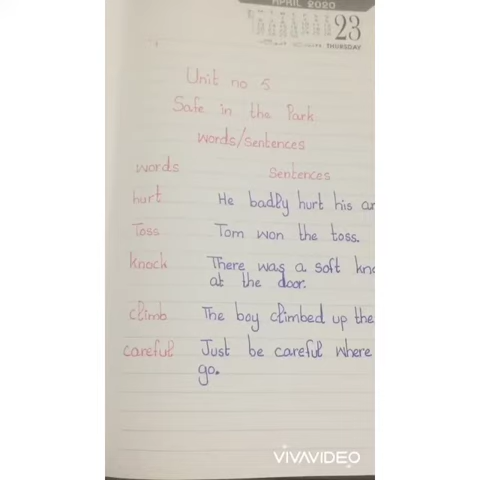 APRIL 2020
23
THURSDAY
Unit no 5
Safe in the Park
words/sentences
words sentences
hurt He badly hurt his
Toss Tom won the toss.
knock There was a soft
at the door.
climb The boy climbed up the
careful Just be careful where
go.
VIVAVIDEO